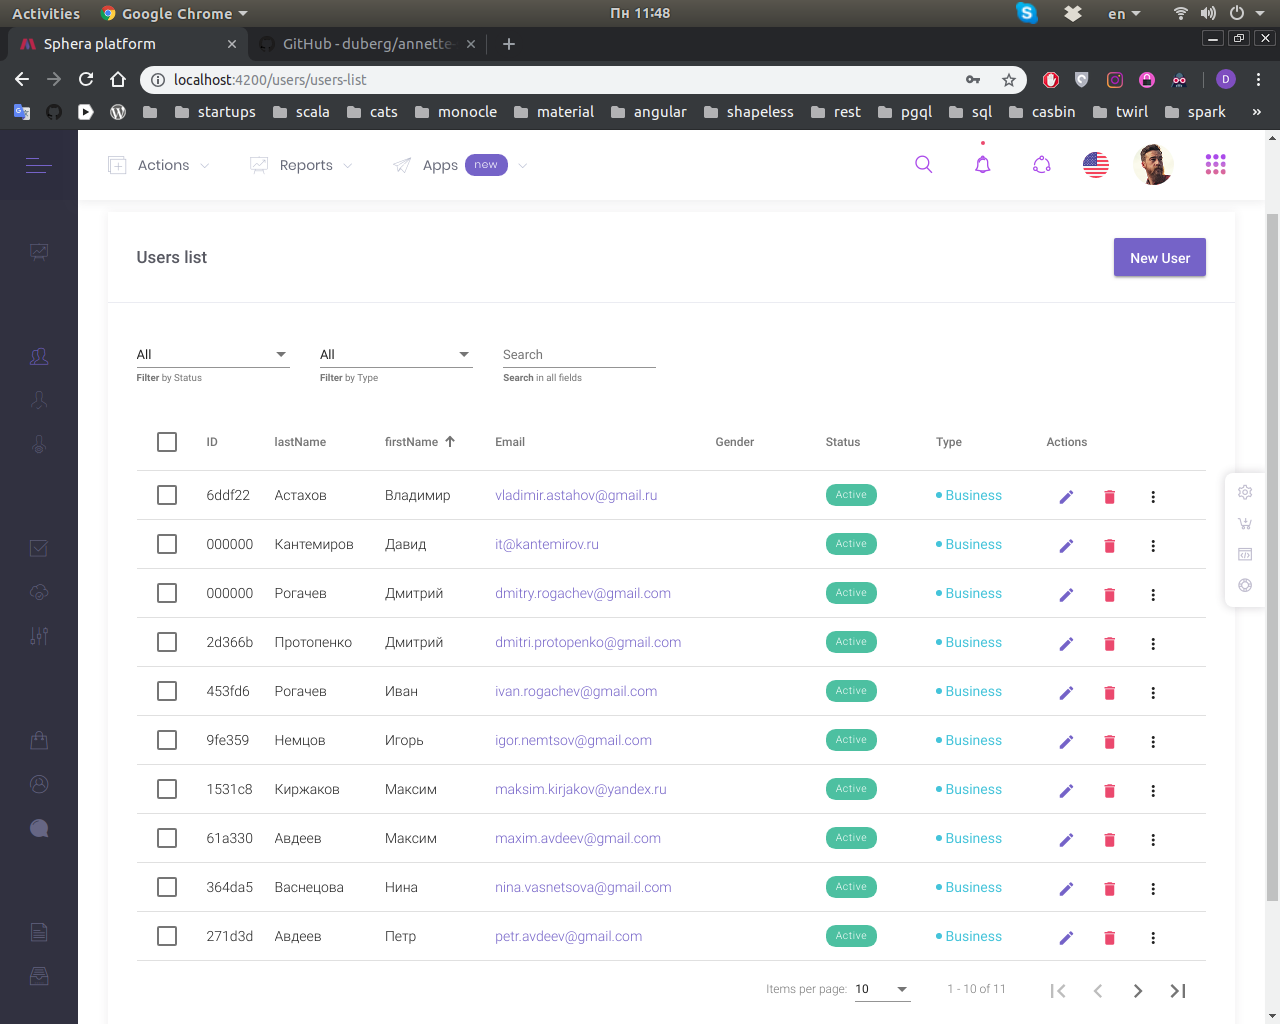 Activities Google Chrome Пн 11:48 en
Sphera platform GitHub - duberg/annette-
localhost:4200/users/users-list D
startups scala cats monocle material angular shapeless rest pgql sql casbin twirl spark »
Actions Reports Apps new
Users list New User
All All Search
Filter by Status Filter by Type Search in all fields
ID lastName firstName Email Gender Status Type Actions
6ddf22 Астахов Владимир vladimir.astahov@gmail.ru Active Business
000000 Кантемиров Давид it@kantemirov.ru Active Business
000000 Рогачев Дмитрий dmitry.rogachev@gmail.com Active Business
2d366b Протопенко Дмитрий dmitri.protopenko@gmail.com Active Business
453fd6 Рогачев Иван ivan.rogachev@gmail.com Active Business
9fe359 Немцов Игорь igor.nemtsov@gmail.com Active Business
1531c8 Киржаков Максим maksim.kirjakov@yandex.ru Active Business
61a330 Авдеев Максим maxim.avdeev@gmail.com Active Business
364da5 Васнецова Нина nina.vasnetsova@gmail.com Active Business
271d3d Авдеев Петр petr.avdeev@gmail.com Active Business
Items per page: 10 1 - 10 of 11